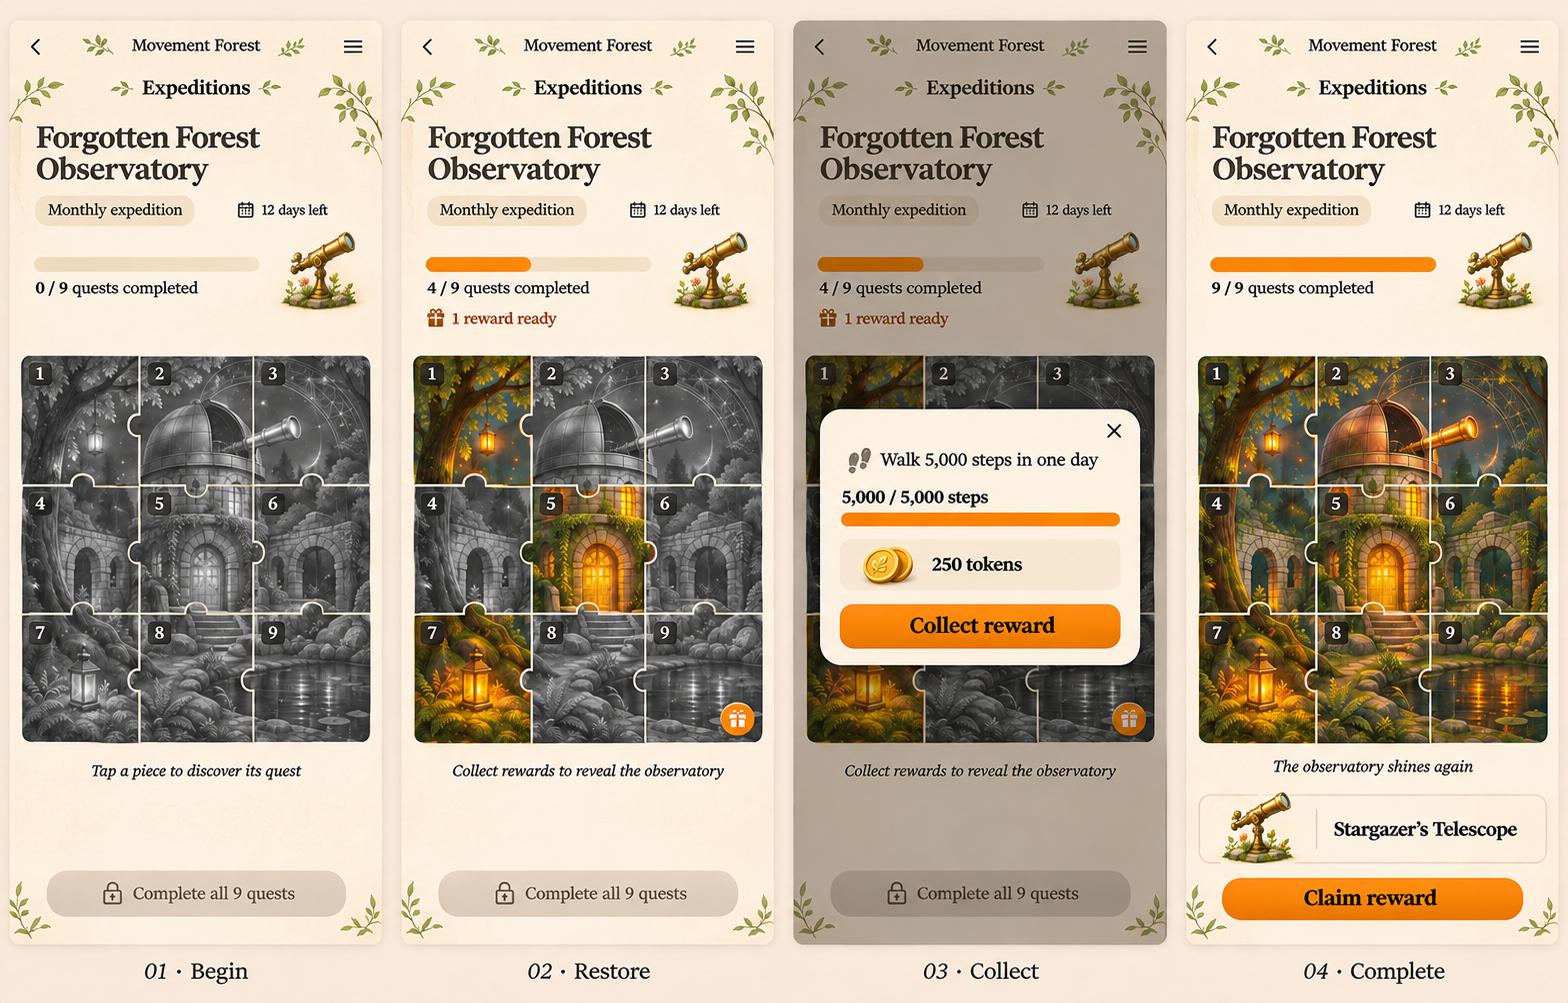 Movement Forest
Expeditions
Forgotten Forest
Observatory
Monthly expedition
12 days left
0 / 9 quests completed
1
2
3
4
5
6
7
8
9
Tap a piece to discover its quest
Complete all 9 quests
01 · Begin
Movement Forest
Expeditions
Forgotten Forest
Observatory
Monthly expedition
12 days left
4 / 9 quests completed
1 reward ready
1
2
3
4
5
6
7
8
9
Collect rewards to reveal the observatory
Complete all 9 quests
02 · Restore
Movement Forest
Expeditions
Forgotten Forest
Observatory
Monthly expedition
12 days left
4 / 9 quests completed
1 reward ready
1
2
3
Walk 5,000 steps in one day
5,000 / 5,000 steps
250 tokens
Collect reward
Collect rewards to reveal the observatory
Complete all 9 quests
03 · Collect
Movement Forest
Expeditions
Forgotten Forest
Observatory
Monthly expedition
12 days left
9 / 9 quests completed
1
2
3
4
5
6
7
8
9
The observatory shines again
Stargazer’s Telescope
Claim reward
04 · Complete